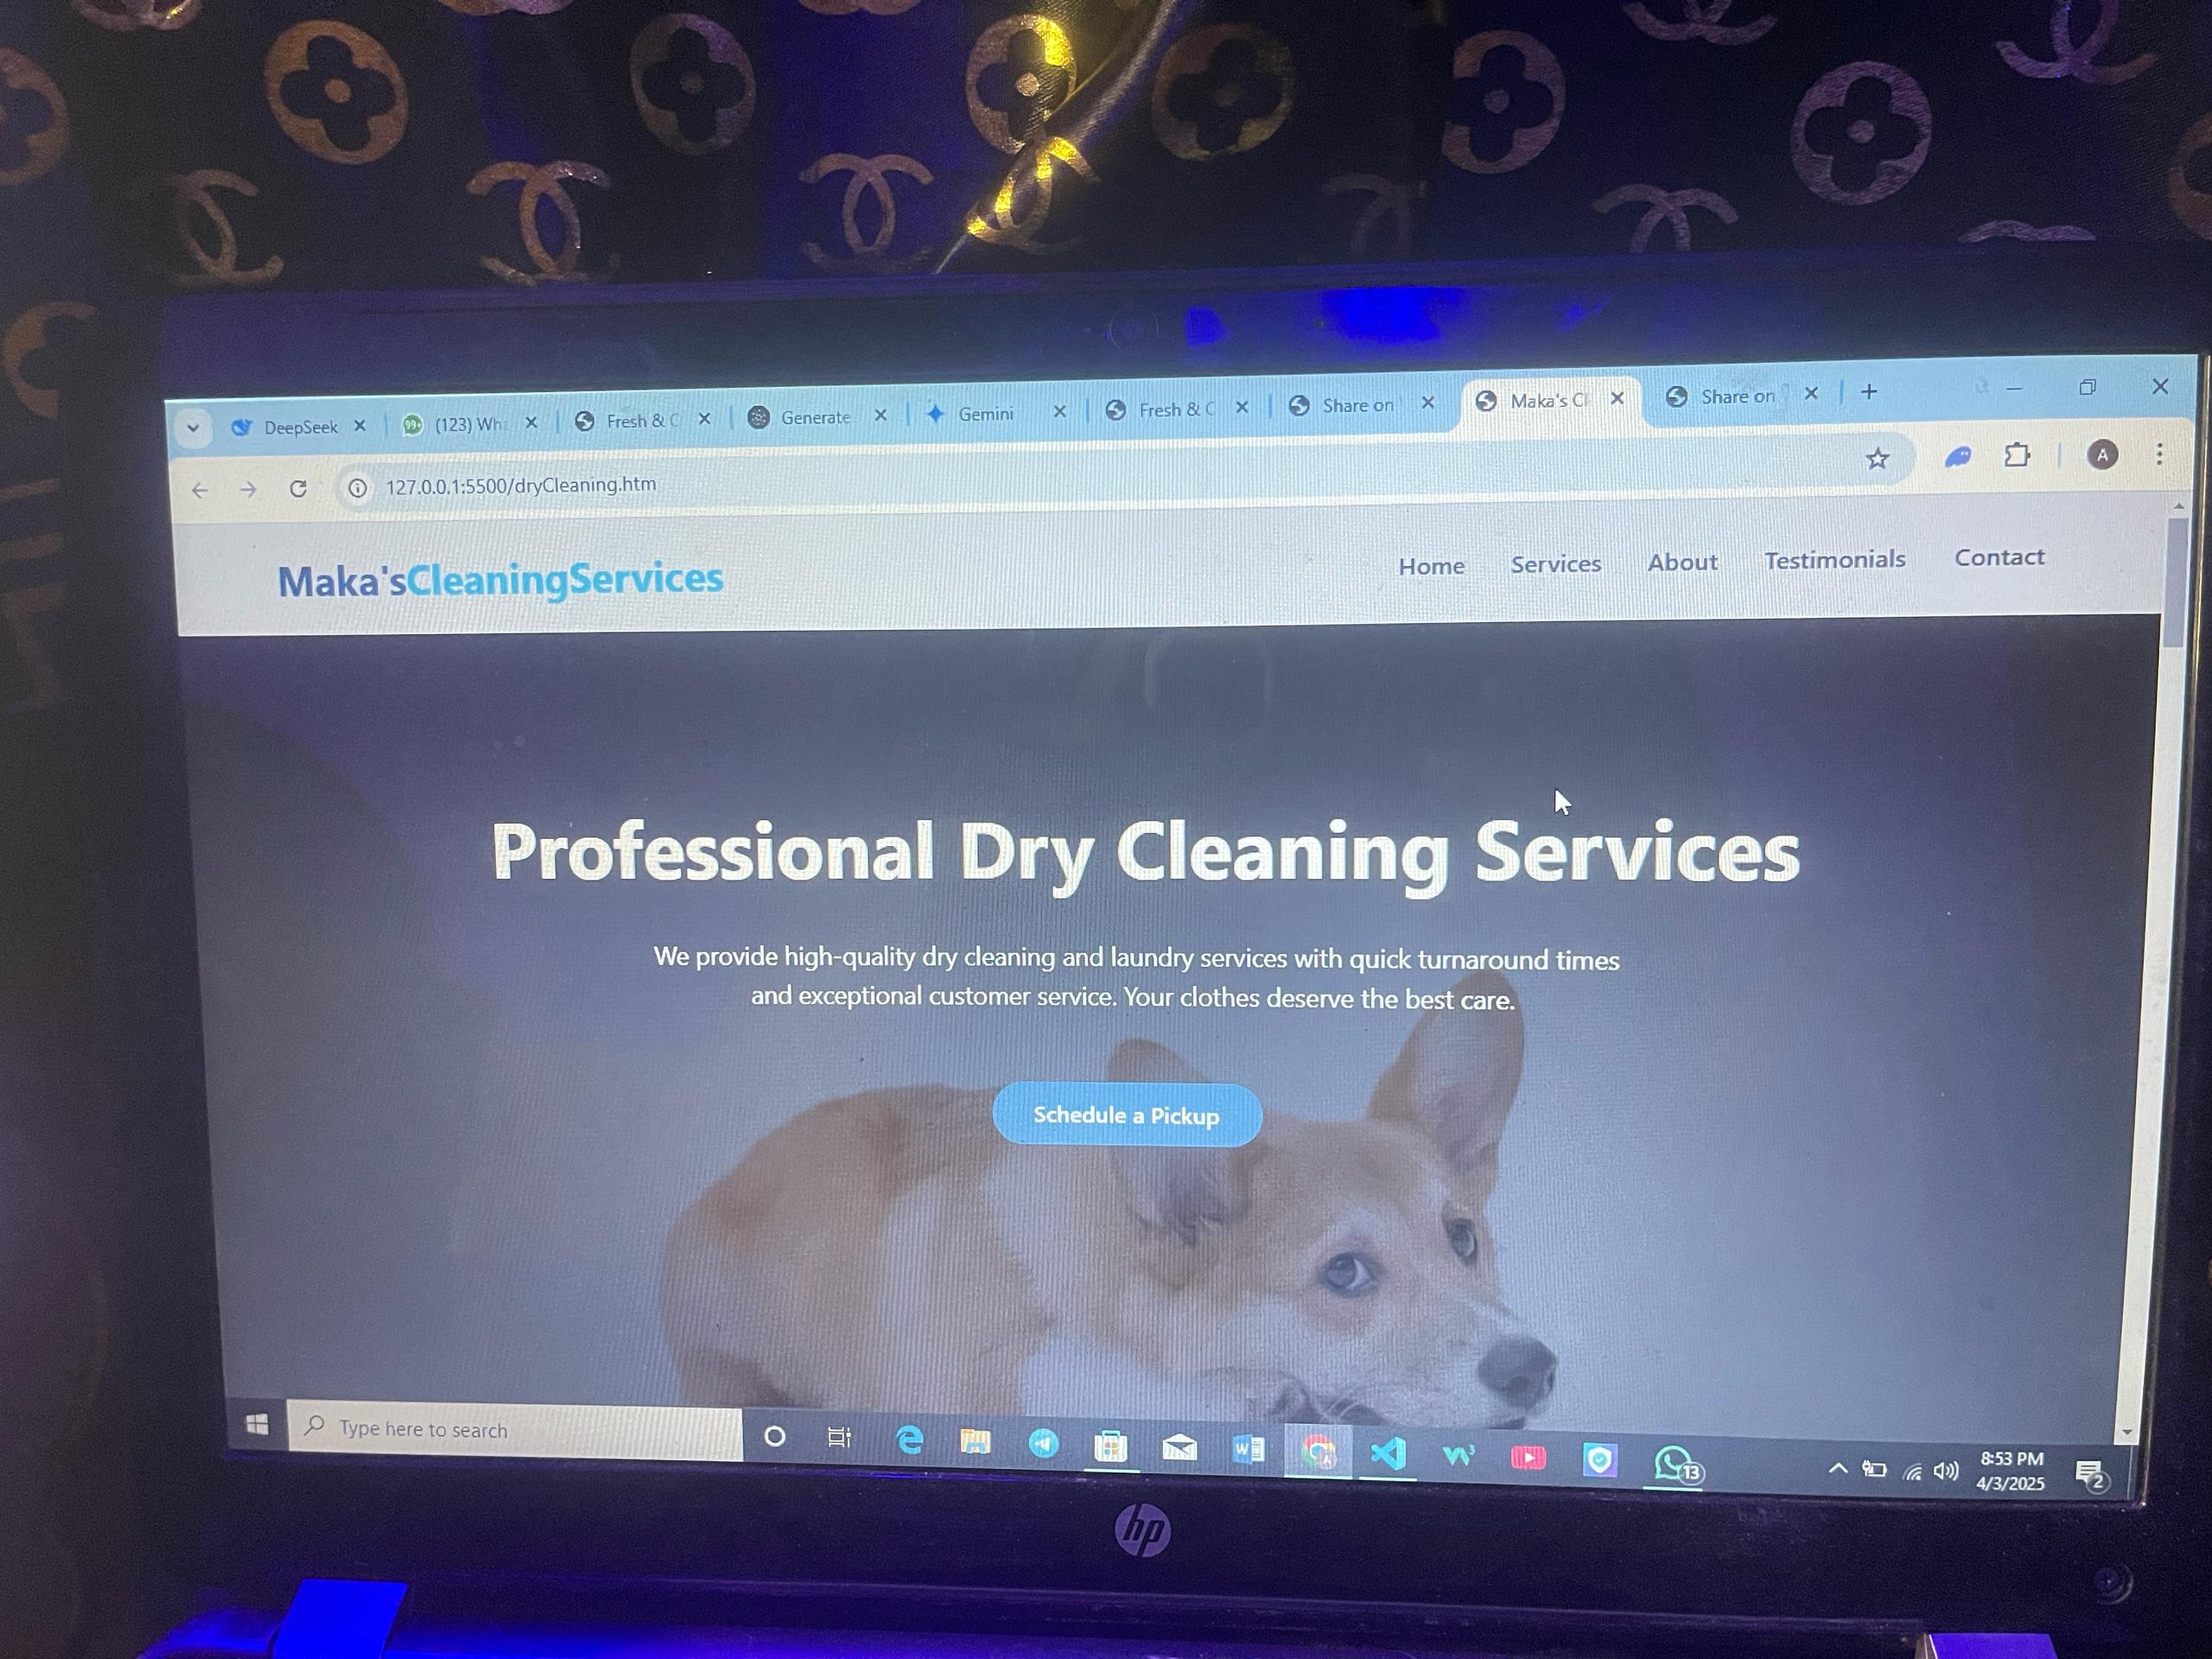 DeepSeek
(123) Wha
Fresh & C
Generate
Gemini
Fresh & C
Share on
Maka's Cl
Share on
127.0.0.1:5500/dryCleaning.htm
A
Maka'sCleaningServices
Home Services About Testimonials Contact
Professional Dry Cleaning Services
We provide high-quality dry cleaning and laundry services with quick turnaround times
and exceptional customer service. Your clothes deserve the best care.
Schedule a Pickup
Type here to search
13
8:53 PM
4/3/2025
2
hp